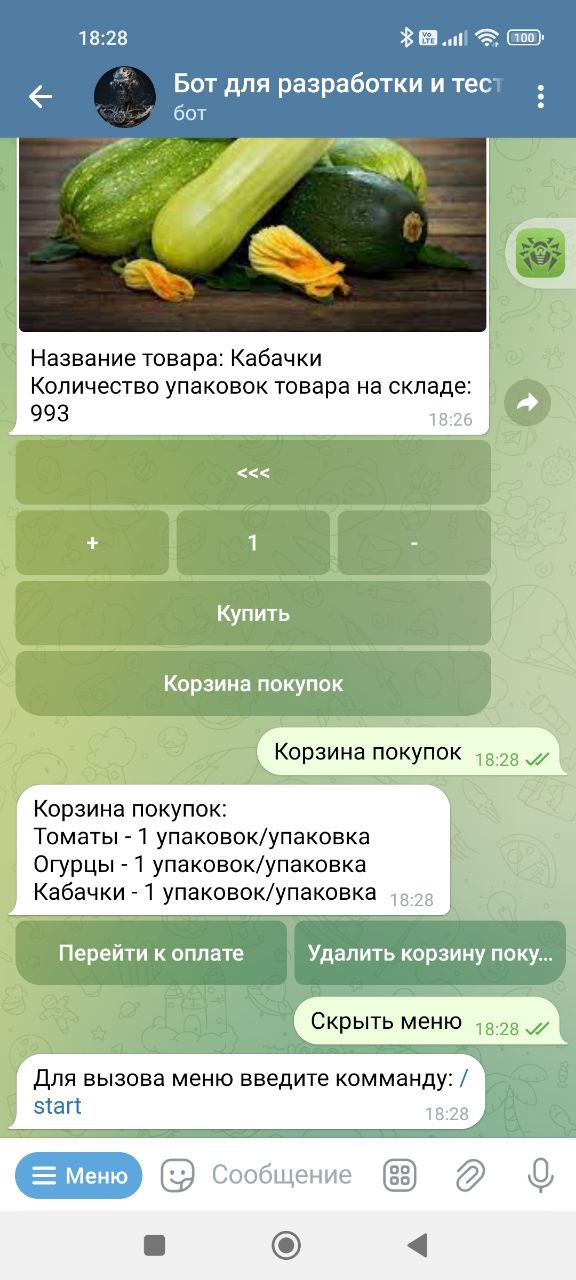 18:28
Vo LTE
100
Бот для разработки и тест
бот
Название товара: Кабачки
Количество упаковок товара на складе:
993
18:26
<<<
+ 1 -
Купить
Корзина покупок
Корзина покупок 18:28
Корзина покупок:
Томаты - 1 упаковок/упаковка
Огурцы - 1 упаковок/упаковка
Кабачки - 1 упаковок/упаковка 18:28
Перейти к оплате
Удалить корзину поку...
Скрыть меню 18:28
Для вызова меню введите комманду: /
start
18:28
Меню
Сообщение